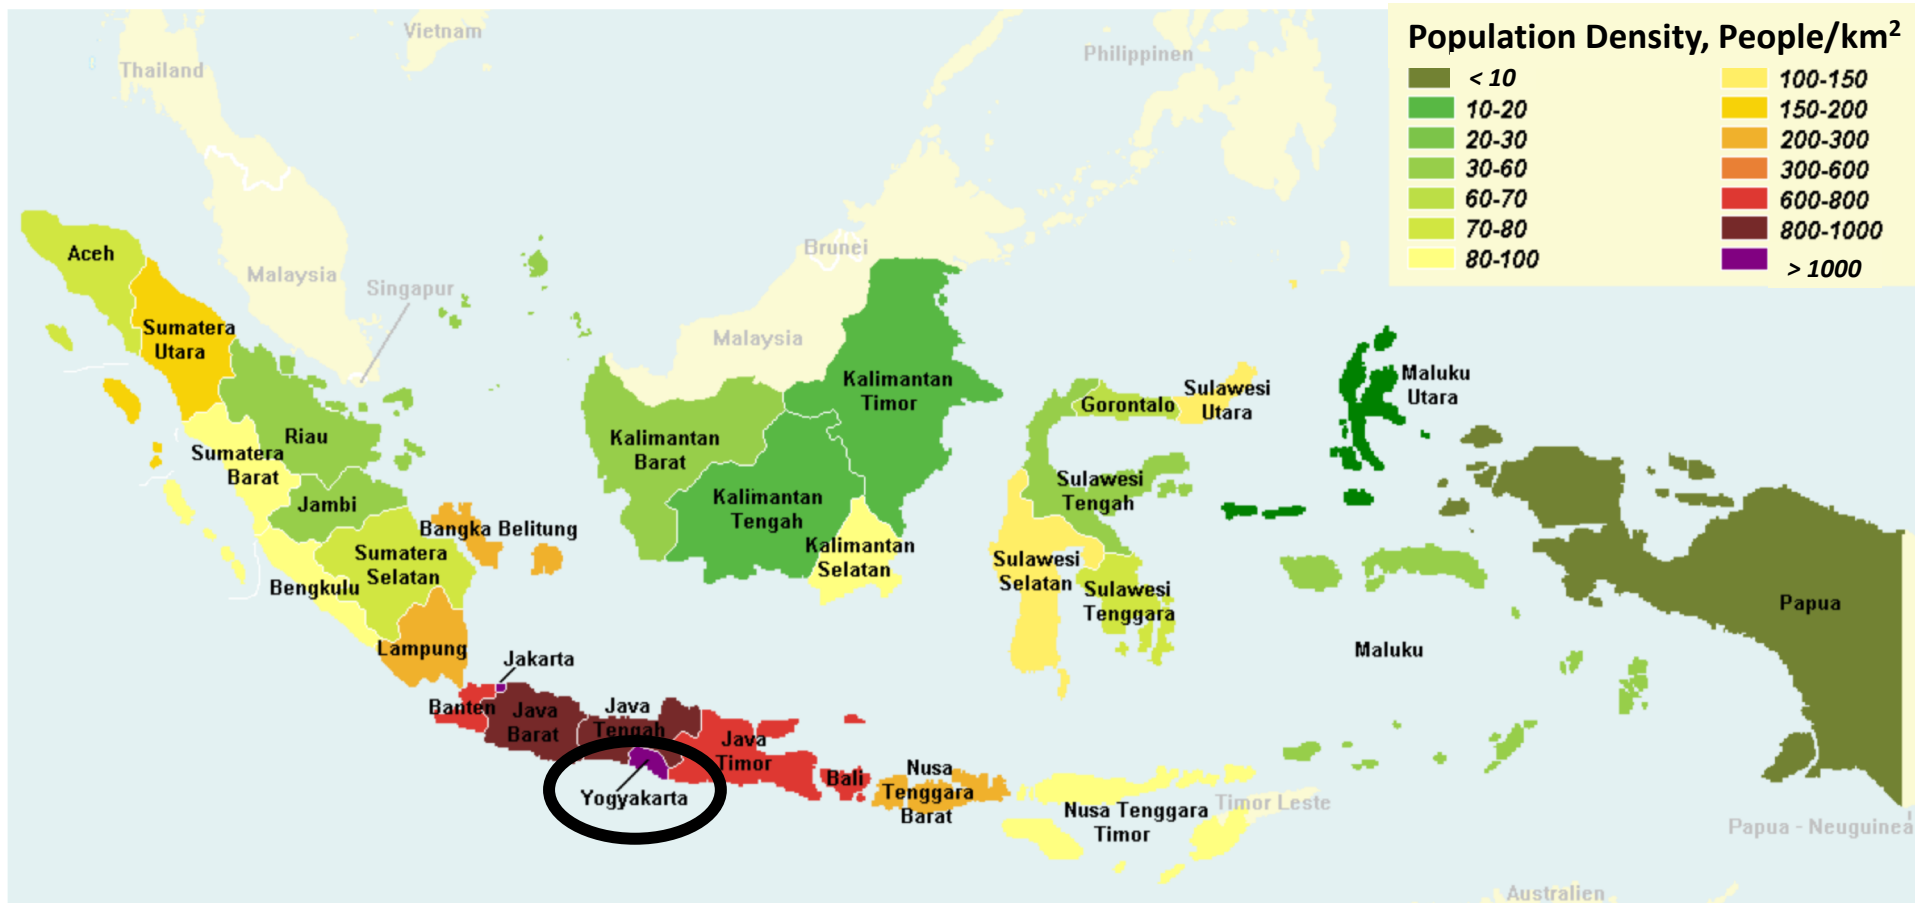 Population Density, People/km²
< 10
10-20
20-30
30-60
60-70
70-80
80-100
100-150
150-200
200-300
300-600
600-800
800-1000
> 1000
Vietnam
Thailand
Philippinen
Malaysia
Singapur
Brunei
Malaysia
Aceh
Sumatera
Utara
Riau
Sumatera
Barat
Jambi
Bangka Belitung
Sumatera
Selatan
Bengkulu
Lampung
Kalimantan
Timor
Kalimantan
Barat
Kalimantan
Tengah
Kalimantan
Selatan
Gorontalo
Sulawesi
Utara
Sulawesi
Tengah
Sulawesi
Selatan
Sulawesi
Tenggara
Maluku
Utara
Maluku
Papua
Jakarta
Banten
Java
Barat
Java
Tengah
Java
Timor
Yogyakarta
Bali
Nusa
Tenggara
Barat
Nusa Tenggara
Timor
Timor Leste
Papua - Neuguinea
Australien